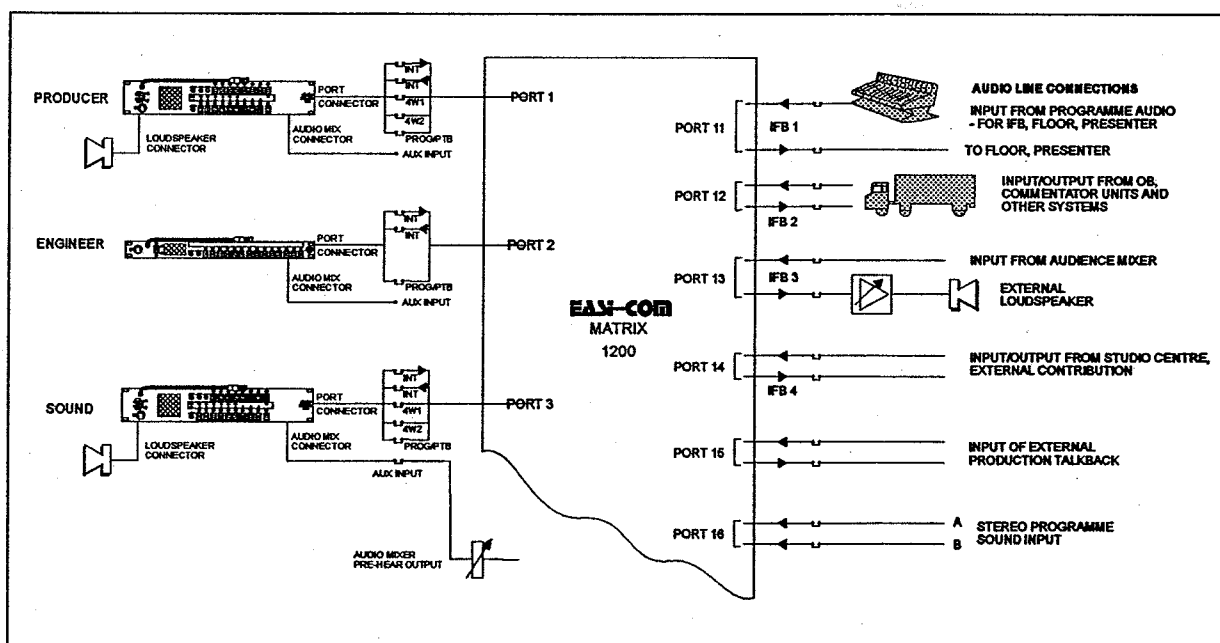 PRODUCER
LOUDSPEAKER
CONNECTOR
PORT
CONNECTOR
AUDIO MIX
CONNECTOR
INT
INT
4W1
4W2
PROG/PTB
AUX INPUT
PORT 1
ENGINEER
PORT
CONNECTOR
AUDIO MIX
CONNECTOR
INT
INT
PROG/PTB
AUX INPUT
PORT 2
SOUND
LOUDSPEAKER
CONNECTOR
PORT
CONNECTOR
AUDIO MIX
CONNECTOR
INT
INT
4W1
4W2
PROG/PTB
AUX INPUT
PORT 3
AUDIO MIXER
PRE-HEAR OUTPUT
EASI-COM
MATRIX
1200
AUDIO LINE CONNECTIONS
PORT 11
IFB 1
INPUT FROM PROGRAMME AUDIO
- FOR IFB, FLOOR, PRESENTER
TO FLOOR, PRESENTER
PORT 12
IFB 2
INPUT/OUTPUT FROM OB,
COMMENTATOR UNITS AND
OTHER SYSTEMS
PORT 13
IFB 3
INPUT FROM AUDIENCE MIXER
EXTERNAL
LOUDSPEAKER
PORT 14
IFB 4
INPUT/OUTPUT FROM STUDIO CENTRE,
EXTERNAL CONTRIBUTION
PORT 15
INPUT OF EXTERNAL
PRODUCTION TALKBACK
PORT 16
A
B
STEREO PROGRAMME
SOUND INPUT